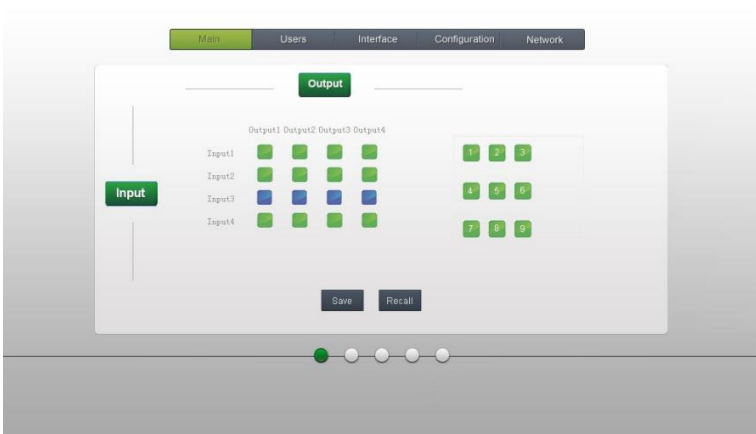 Main Users Interface Configuration Network
Output
Output1 Output2 Output3 Output4
Input1
Input2
Input3
Input4
Input
1 2 3
4 5 6
7 8 9
Save Recall